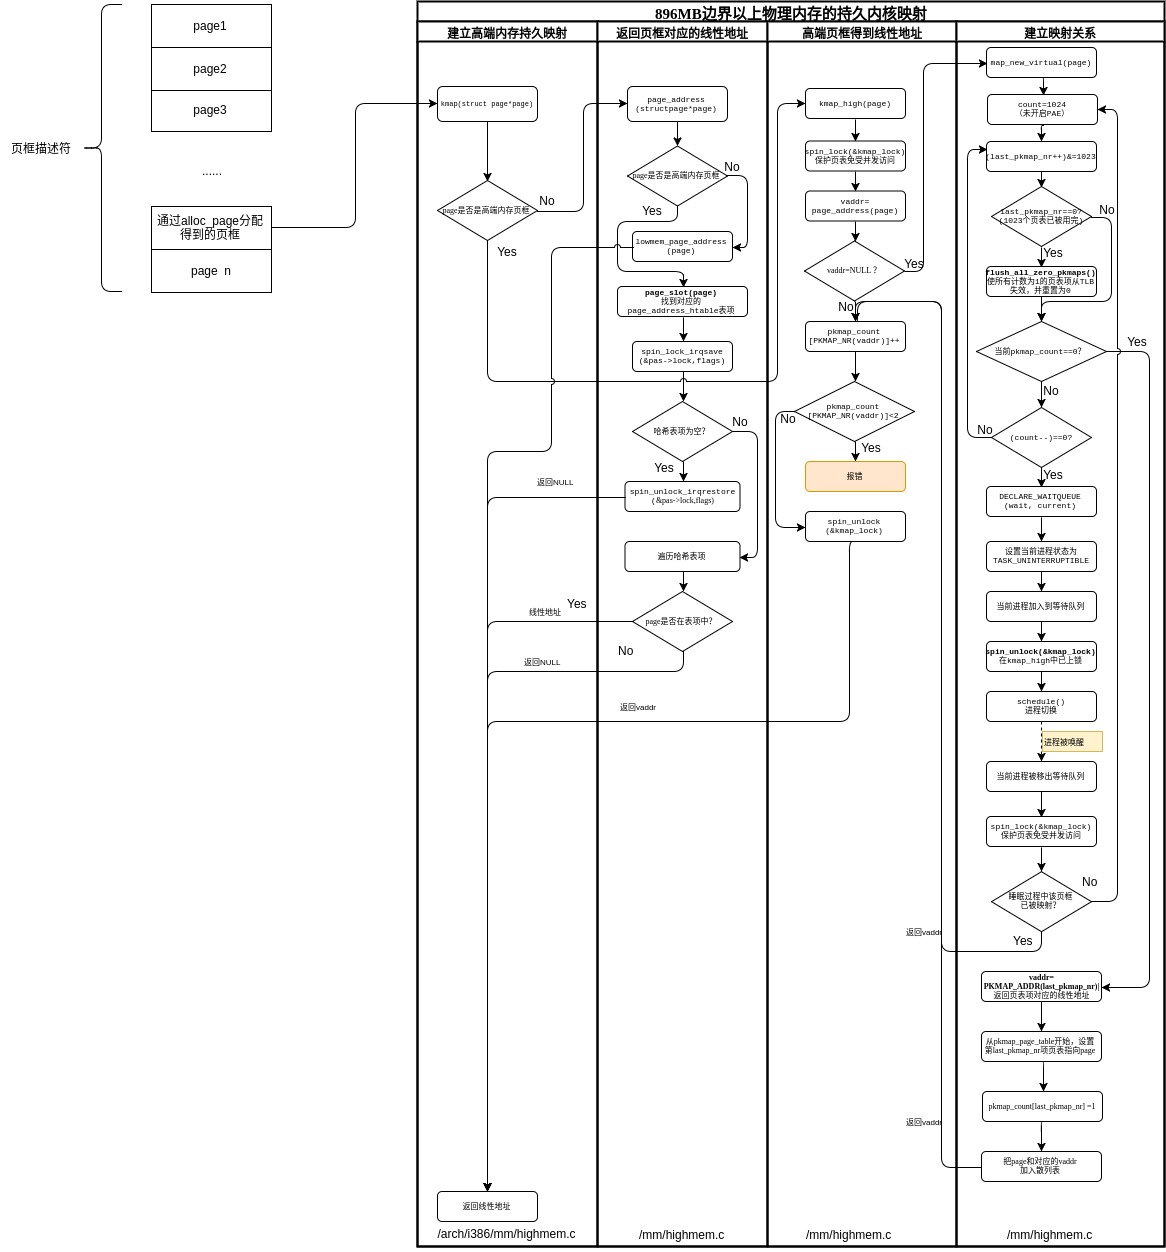 896MB边界以上物理内存的持久内核映射
page1
page2
page3
页框描述符
......
通过alloc_page分配
得到的页框
page n
建立高端内存持久映射
kmap(struct page*page)
page是否是高端内存页框
No
Yes
返回NULL
线性地址
Yes
返回NULL
返回线性地址
/arch/i386/mm/highmem.c
返回页框对应的线性地址
page_address
(structpage*page)
page是否是高端内存页框
No
Yes
lowmem_page_address
(page)
page_slot(page)
找到对应的
page_address_htable表项
spin_lock_irqsave
(&pas->lock,flags)
哈希表项为空?
No
Yes
spin_unlock_irqrestore
(&pas->lock,flags)
遍历哈希表项
page是否在表项中?
No
返回vaddr
/mm/highmem.c
高端页框得到线性地址
kmap_high(page)
spin_lock(&kmap_lock)
保护页表免受并发访问
vaddr=
page_address(page)
vaddr=NULL ？
Yes
No
pkmap_count
[PKMAP_NR(vaddr)]++
pkmap_count
[PKMAP_NR(vaddr)]<2
No
Yes
报错
spin_unlock
(&kmap_lock)
返回vaddr
返回vaddr
/mm/highmem.c
建立映射关系
map_new_virtual(page)
count=1024
（未开启PAE）
(last_pkmap_nr++)&=1023
last_pkmap_nr==0?
(1023个页表已被用完)
No
Yes
flush_all_zero_pkmaps()
使所有计数为1的页表项从TLB
失效，并重置为0
当前pkmap_count==0?
Yes
No
(count--)==0?
No
Yes
DECLARE_WAITQUEUE
(wait, current)
设置当前进程状态为
TASK_UNINTERRUPTIBLE
当前进程加入到等待队列
spin_unlock(&kmap_lock)
在kmap_high中已上锁
schedule()
进程切换
进程被唤醒
当前进程被移出等待队列
spin_lock(&kmap_lock)
保护页表免受并发访问
睡眠过程中该页框
已被映射?
No
Yes
vaddr=
PKMAP_ADDR(last_pkmap_nr)|
返回页表项对应的线性地址
从pkmap_page_table开始，设置
第last_pkmap_nr项页表指向page
pkmap_count[last_pkmap_nr] =1
把page和对应的vaddr
加入散列表
/mm/highmem.c